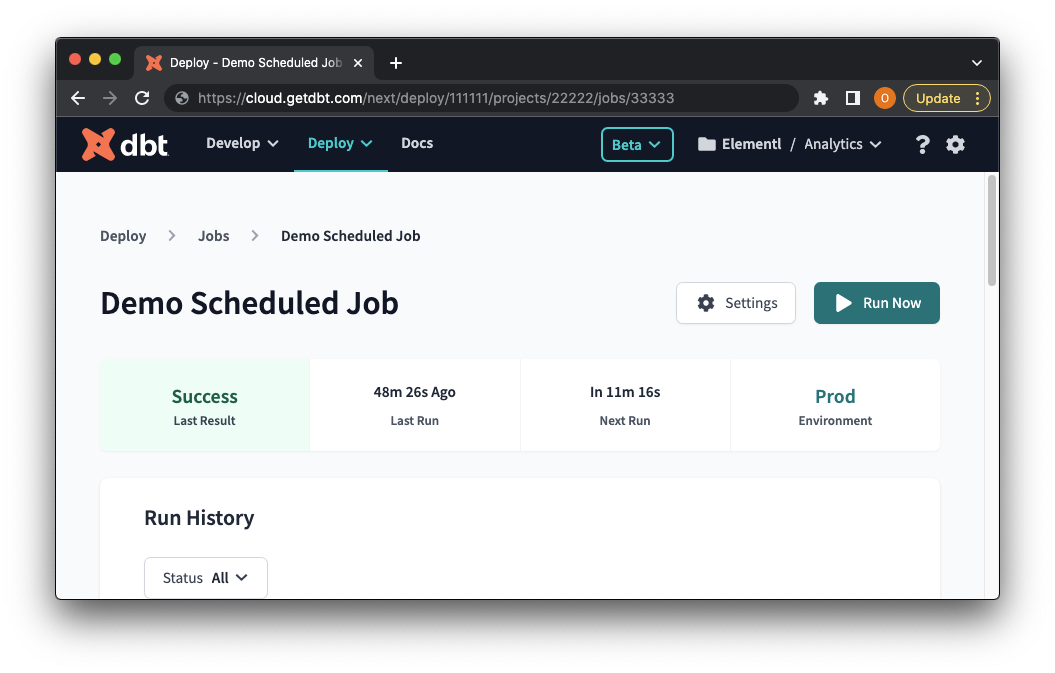 Deploy - Demo Scheduled Job
https://cloud.getdbt.com/next/deploy/111111/projects/22222/jobs/33333
O
Update
dbt
Develop
Deploy
Docs
Beta
Elementl / Analytics
?
Deploy > Jobs > Demo Scheduled Job
Demo Scheduled Job
Settings
Run Now
Success
Last Result
48m 26s Ago
Last Run
In 11m 16s
Next Run
Prod
Environment
Run History
Status All